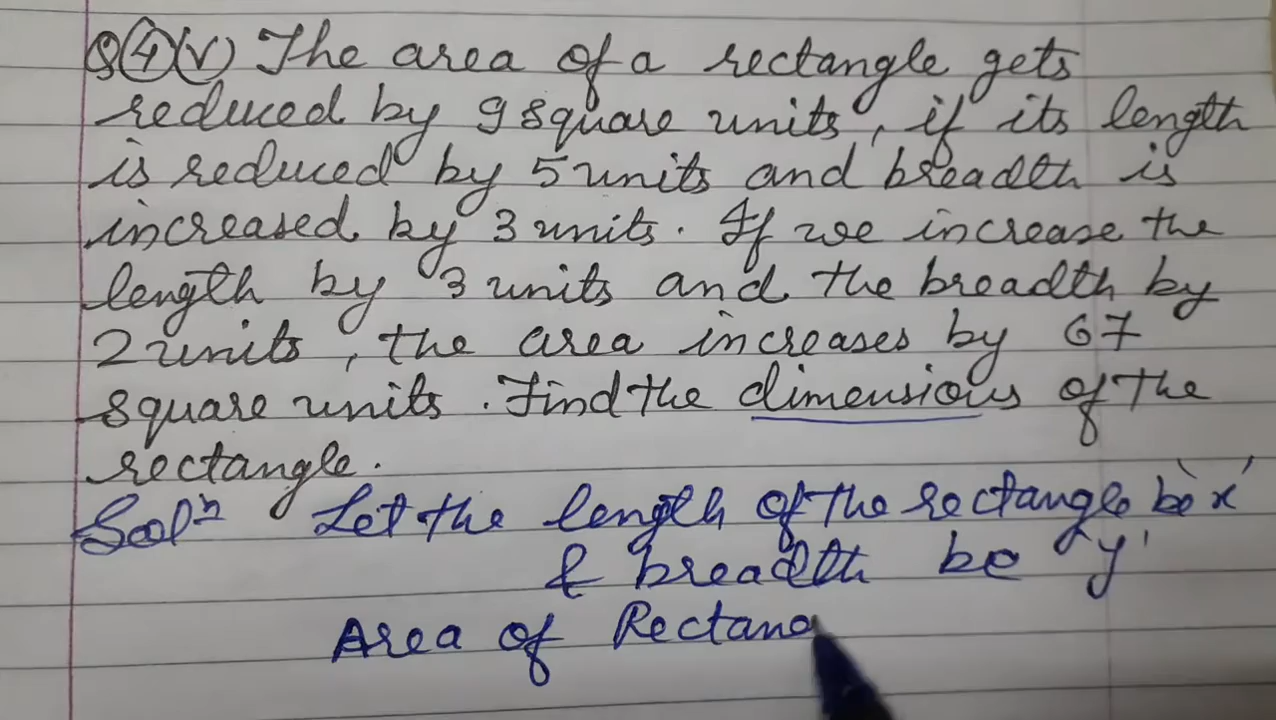 Q4(v) The area of a rectangle gets
reduced by 9 square units, if its length
is reduced by 5 units and breadth is
increased by 3 units. If we increase the
length by 3 units and the breadth by
2 units, the area increases by 67
square units. Find the dimensions of the
rectangle.
Sol^n Let the length of the rectangle be 'x'
& breadth be 'y'
Area of Rectang